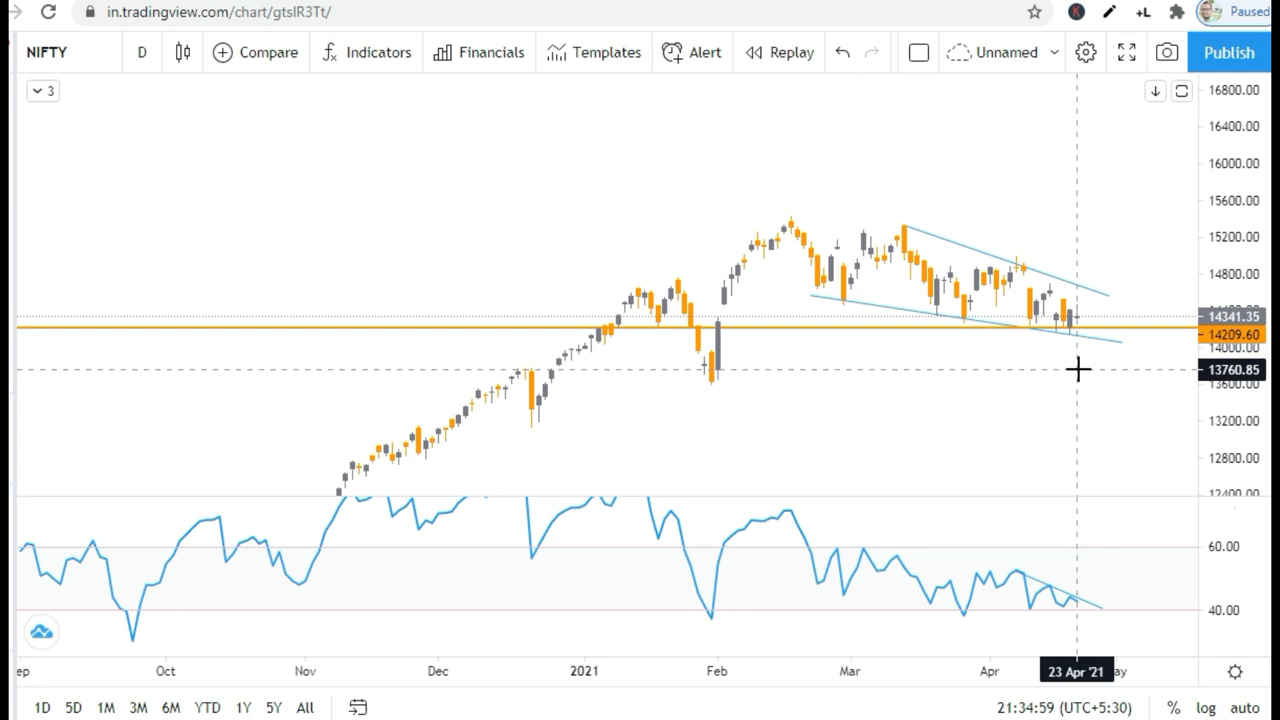 in.tradingview.com/chart/gtsIR3Tt/
K
+L
Paused
NIFTY
D
Compare
Indicators
Financials
Templates
Alert
Replay
Unnamed
Publish
3
16800.00
16400.00
16000.00
15600.00
15200.00
14800.00
14341.35
14209.60
14000.00
13760.85
13600.00
13200.00
12800.00
12400.00
60.00
40.00
Oct
Nov
Dec
2021
Feb
Mar
Apr
23 Apr '21
1D 5D 1M 3M 6M YTD 1Y 5Y All
21:34:59 (UTC+5:30)
% log auto